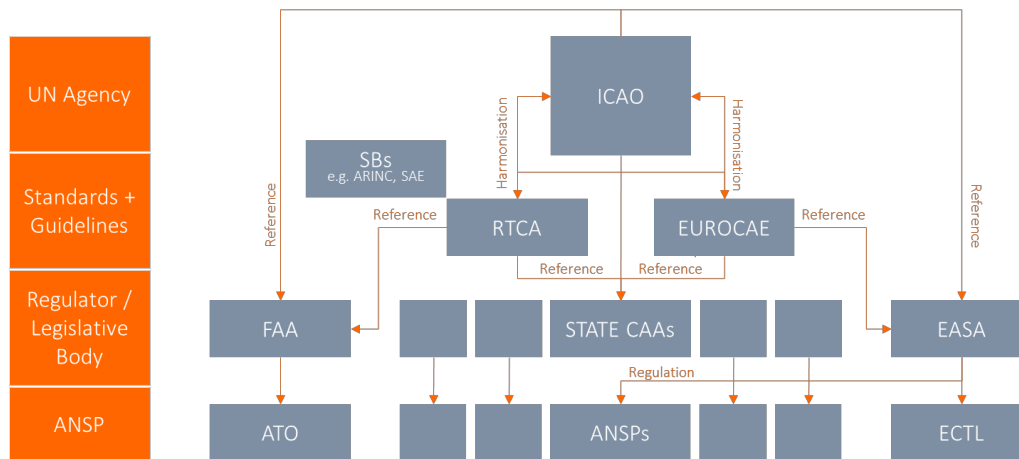 UN Agency
ICAO
Harmonisation
Harmonisation
SBs
e.g. ARINC, SAE
Standards +
Guidelines
Reference
Reference
Reference
Reference
RTCA
EUROCAE
Reference
Reference
Regulator /
Legislative
Body
FAA
STATE CAAs
EASA
Regulation
ANSP
ATO
ANSPs
ECTL